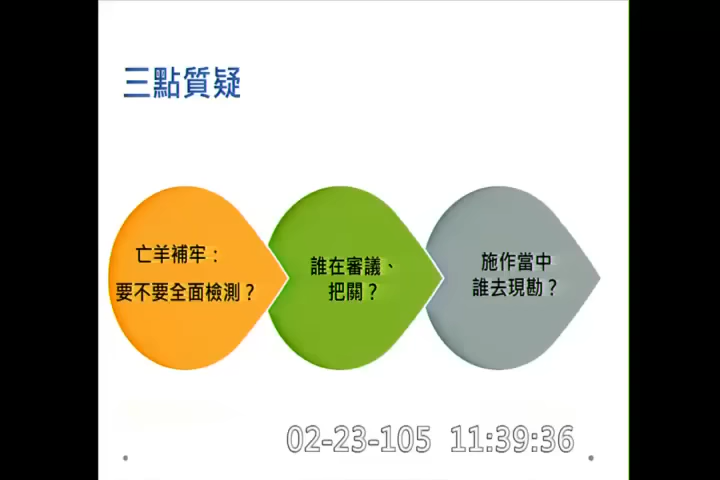 三點質疑
亡羊補牢：
要不要全面檢測？
誰在審議、
把關？
施作當中
誰去現勘？
02-23-105 11:39:36